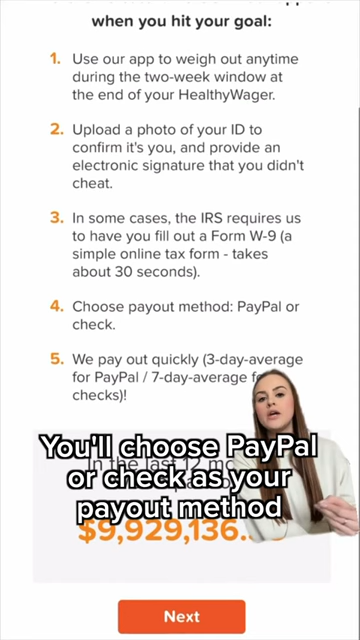 when you hit your goal:
1. Use our app to weigh out anytime
during the two-week window at
the end of your HealthyWager.
2. Upload a photo of your ID to
confirm it's you, and provide an
electronic signature that you didn't
cheat.
3. In some cases, the IRS requires us
to have you fill out a Form W-9 (a
simple online tax form - takes
about 30 seconds).
4. Choose payout method: PayPal or
check.
5. We pay out quickly (3-day-average
for PayPal / 7-day-average
checks)!
You'll choose PayPal
or check as your
payout method
In the last 12
$9,929,136.
Next